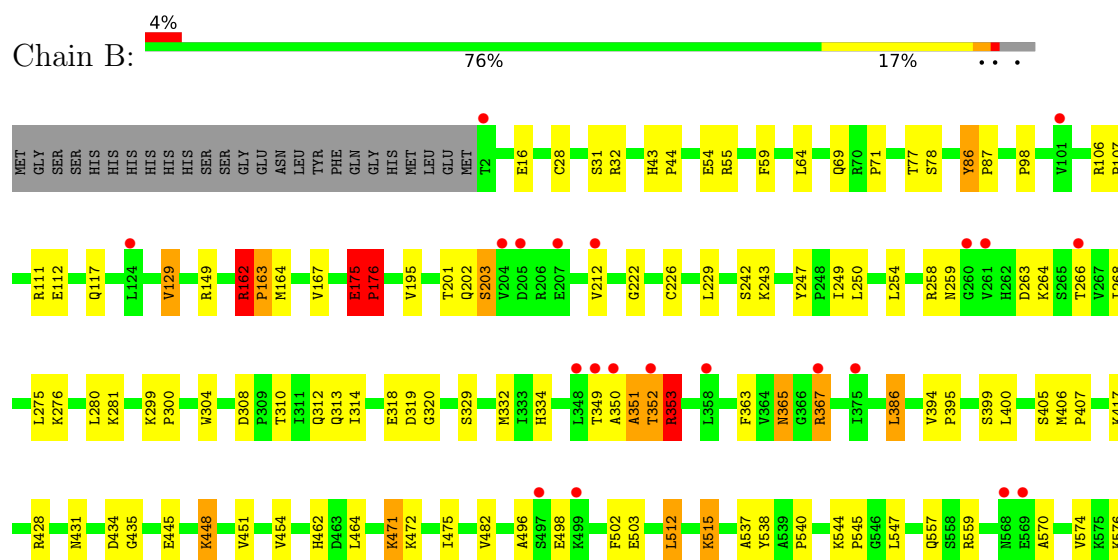 4%
Chain B:
76% 17% • • •
MET GLY SER SER HIS HIS HIS HIS HIS HIS SER SER GLY GLU ASN LEU TYR PHE GLN GLY HIS MET LEU GLU MET T2 E16 C28 S31 R32 H43 P44 E54 R55 F59 L64 Q69 R70 P71 T77 S78 Y86 P87 P98 V101 R106
R111 E112 Q117 L124 V129 R149 R162 P163 M164 V167 E175 P176 V195 T201 Q202 S203 V204 D205 R206 E207 V212 G222 C226 L229 S242 K243 Y247 P248 I249 L250 L254 R258 N259 G260 V261 H262 D263 K264 S265 T266 V267
L275 K276 L280 K281 K299 P300 W304 D308 P309 T310 I311 Q312 Q313 I314 E318 D319 G320 S329 M332 I333 H334 L348 T349 A350 A351 T352 R353 L358 F363 V364 N365 G366 R367 I375 L386 V394 P395 S399 L400 S405 M406 P407 K417
R428 N431 D434 G435 E445 K448 V451 V454 H462 D463 L464 K471 K472 I475 V482 A496 S497 E498 K499 F502 E503 L512 K515 A537 Y538 A539 P540 K544 P545 G546 L547 Q557 S558 R559 N568 E569 A570 V574 K575